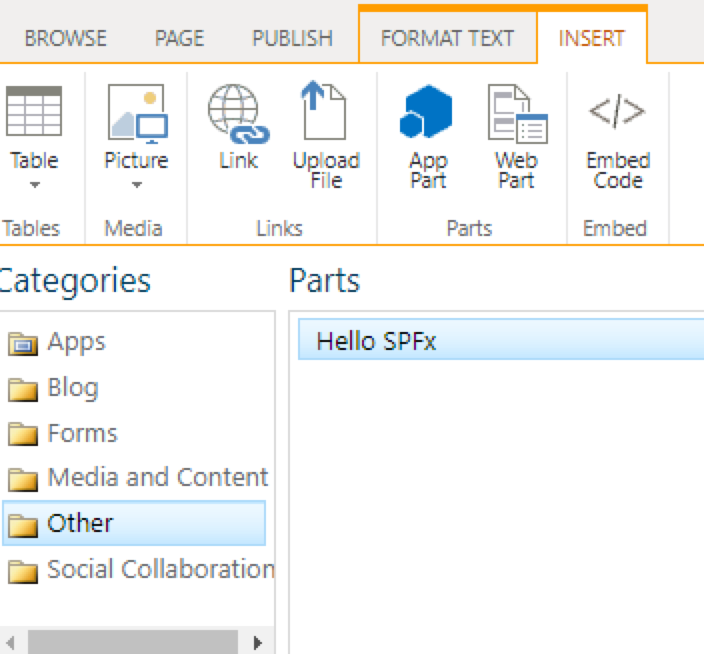 BROWSE PAGE PUBLISH FORMAT TEXT INSERT
Table Picture Link Upload File App Part Web Part Embed Code
Tables Media Links Parts Embed
Categories Parts
Apps
Hello SPFx
Blog
Forms
Media and Content
Other
Social Collaboration